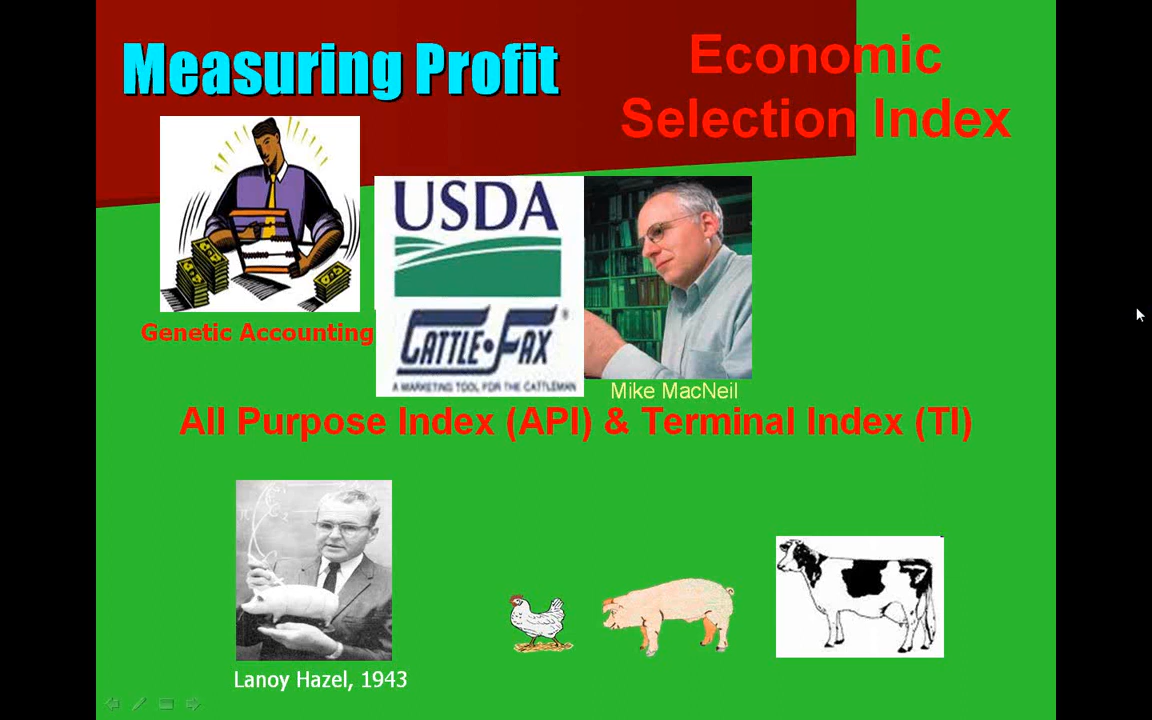 Measuring Profit
Economic
Selection Index
USDA
CATTLE•FAX®
A MARKETING TOOL FOR THE CATTLEMAN
Genetic Accounting
Mike MacNeil
All Purpose Index (API) & Terminal Index (TI)
Lanoy Hazel, 1943